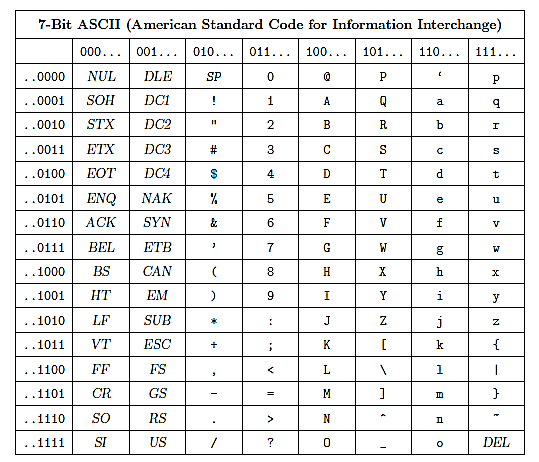 7-Bit ASCII (American Standard Code for Information Interchange)
000... 001... 010... 011... 100... 101... 110... 111...
..0000 NUL DLE SP 0 @ P ‘ p
..0001 SOH DC1 ! 1 A Q a q
..0010 STX DC2 " 2 B R b r
..0011 ETX DC3 # 3 C S c s
..0100 EOT DC4 $ 4 D T d t
..0101 ENQ NAK % 5 E U e u
..0110 ACK SYN & 6 F V f v
..0111 BEL ETB ’ 7 G W g w
..1000 BS CAN ( 8 H X h x
..1001 HT EM ) 9 I Y i y
..1010 LF SUB * : J Z j z
..1011 VT ESC + ; K [ k {
..1100 FF FS , < L \ l |
..1101 CR GS - = M ] m }
..1110 SO RS . > N ^ n ~
..1111 SI US / ? O _ o DEL